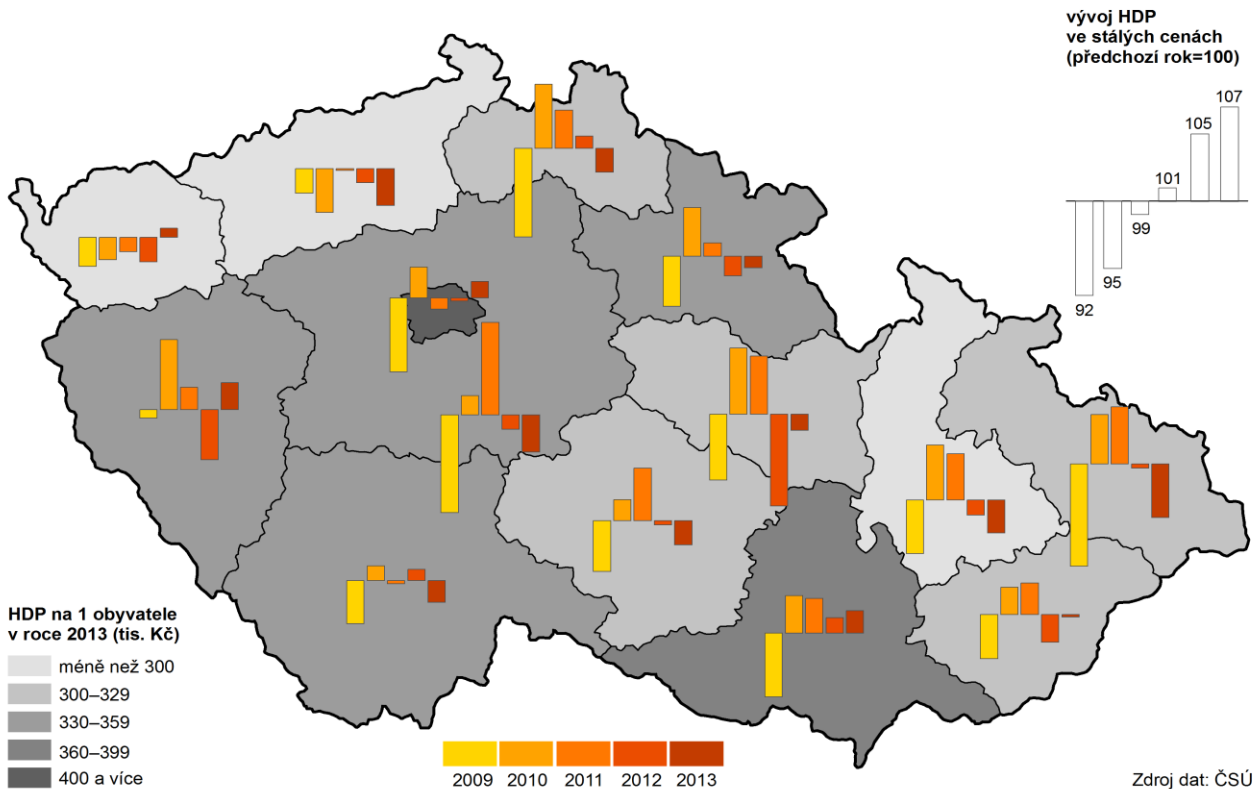 vývoj HDP
ve stálých cenách
(předchozí rok=100)
107
105
101
99
95
92
HDP na 1 obyvatele
v roce 2013 (tis. Kč)
méně než 300
300–329
330–359
360–399
400 a více
2009 2010 2011 2012 2013
Zdroj dat: ČSÚ